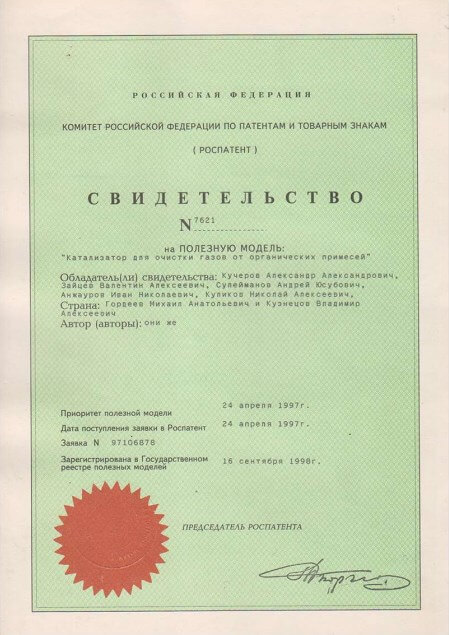 РОССИЙСКАЯ ФЕДЕРАЦИЯ
КОМИТЕТ РОССИЙСКОЙ ФЕДЕРАЦИИ ПО ПАТЕНТАМ И ТОВАРНЫМ ЗНАКАМ
( РОСПАТЕНТ )
СВИДЕТЕЛЬСТВО
N 7621
на ПОЛЕЗНУЮ МОДЕЛЬ:
"Катализатор для очистки газов от органических примесей"
Обладатель(ли) свидетельства: Кучеров Александр Александрович,
Зайцев Валентин Алексеевич, Сулейманов Андрей Юсубович,
Анжауров Иван Николаевич, Куликов Николай Алексеевич,
Страна: Гордеев Михаил Анатольевич и Кузнецов Владимир
Алексеевич
Автор (авторы): они же
Приоритет полезной модели 24 апреля 1997г.
Дата поступления заявки в Роспатент 24 апреля 1997г.
Заявка N 97106878
Зарегистрирована в Государственном
реестре полезных моделей 16 сентября 1998г.
ПРЕДСЕДАТЕЛЬ РОСПАТЕНТА